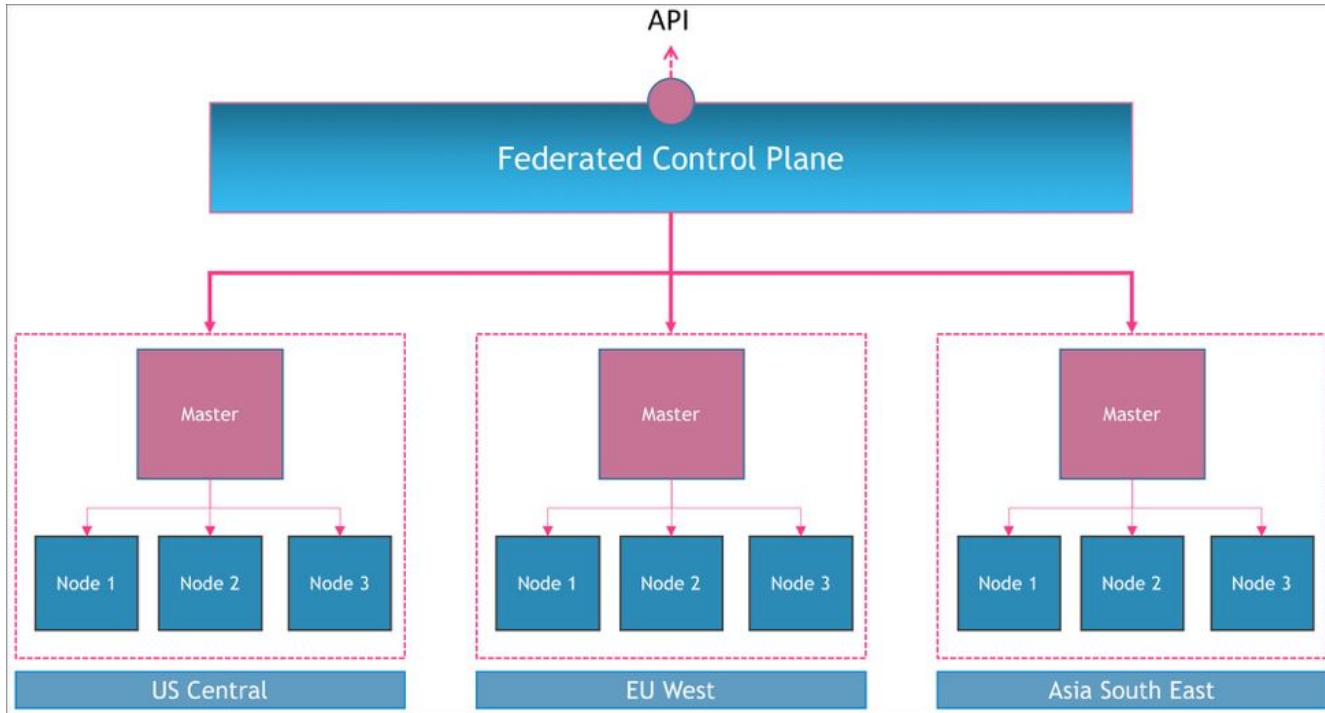 API
Federated Control Plane
Master
Master
Master
Node 1
Node 2
Node 3
Node 1
Node 2
Node 3
Node 1
Node 2
Node 3
US Central
EU West
Asia South East